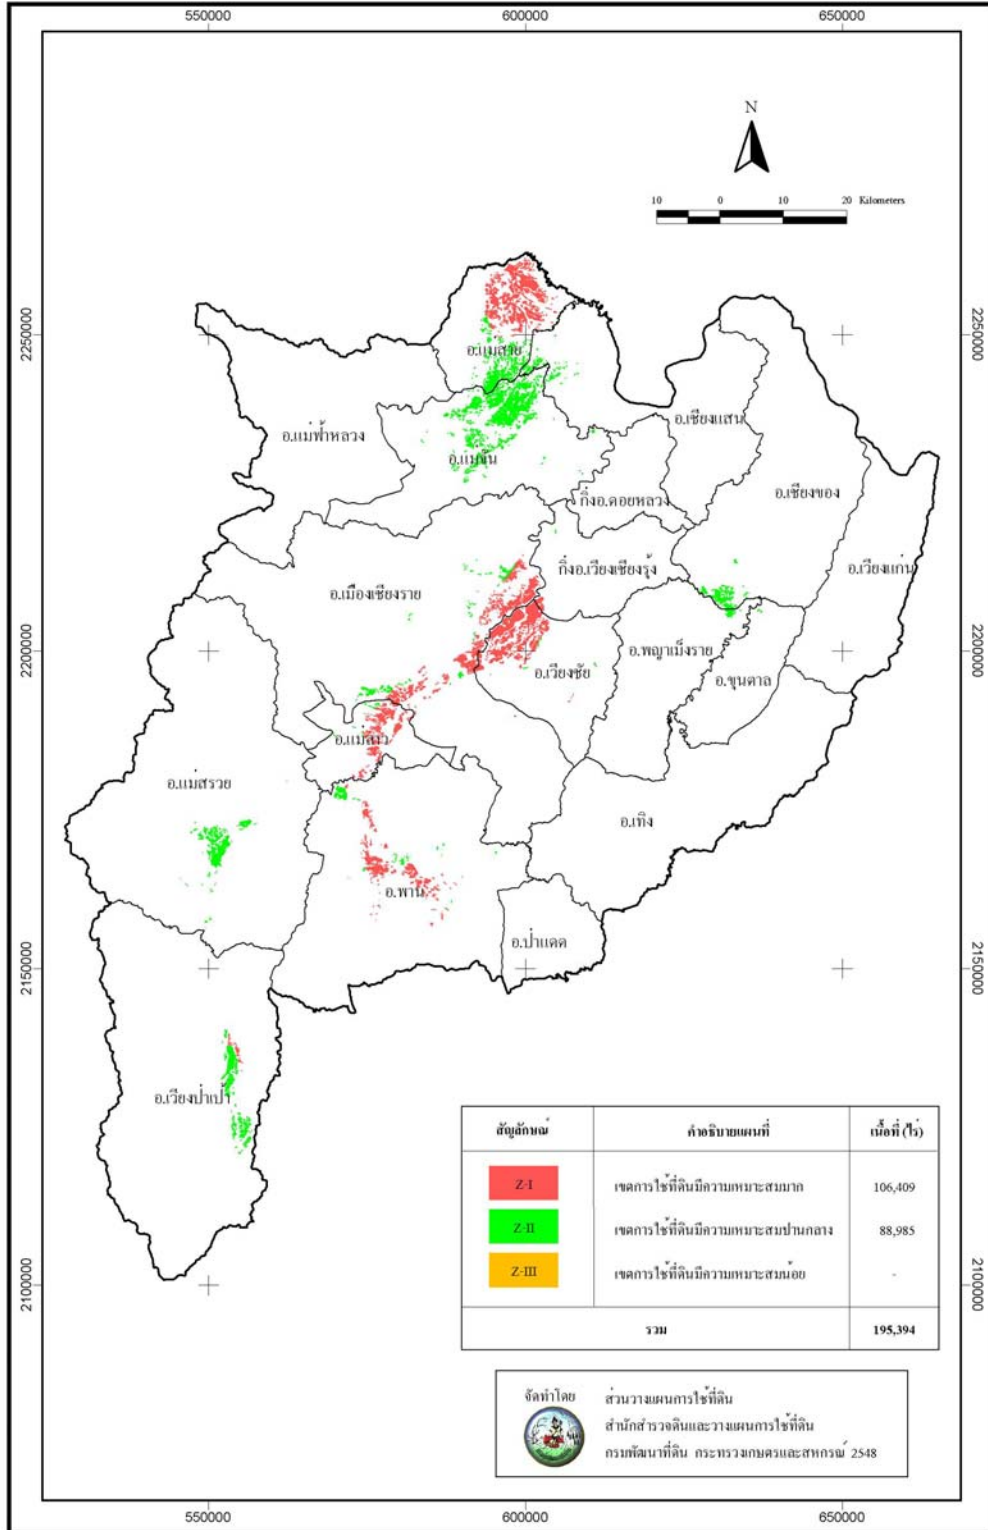 550000 600000 650000
N
10 0 10 20 Kilometers
2250000 2250000
อ.แม่สาย
อ.เชียงแสน
อ.แม่ฟ้าหลวง
อ.แม่จัน
อ.เชียงของ
กิ่งอ.ดอยหลวง
กิ่งอ.เวียงเชียงรุ้ง
อ.เวียงแก่น
อ.เมืองเชียงราย
2200000 2200000
อ.พญาเม็งราย
อ.เวียงชัย
อ.ขุนตาล
อ.แม่ลาว
อ.แม่สรวย
อ.เทิง
อ.พาน
อ.ป่าแดด
2150000 2150000
อ.เวียงป่าเป้า
สัญลักษณ์ คำอธิบายแผนที่ เนื้อที่ (ไร่)
Z-I เขตการใช้ที่ดินมีความเหมาะสมมาก 106,409
Z-II เขตการใช้ที่ดินมีความเหมาะสมปานกลาง 88,985
Z-III เขตการใช้ที่ดินมีความเหมาะสมน้อย -
2100000 2100000
รวม 195,394
จัดทำโดย ส่วนวางแผนการใช้ที่ดิน
สำนักสำรวจดินและวางแผนการใช้ที่ดิน
กรมพัฒนาที่ดิน กระทรวงเกษตรและสหกรณ์ 2548
550000 600000 650000